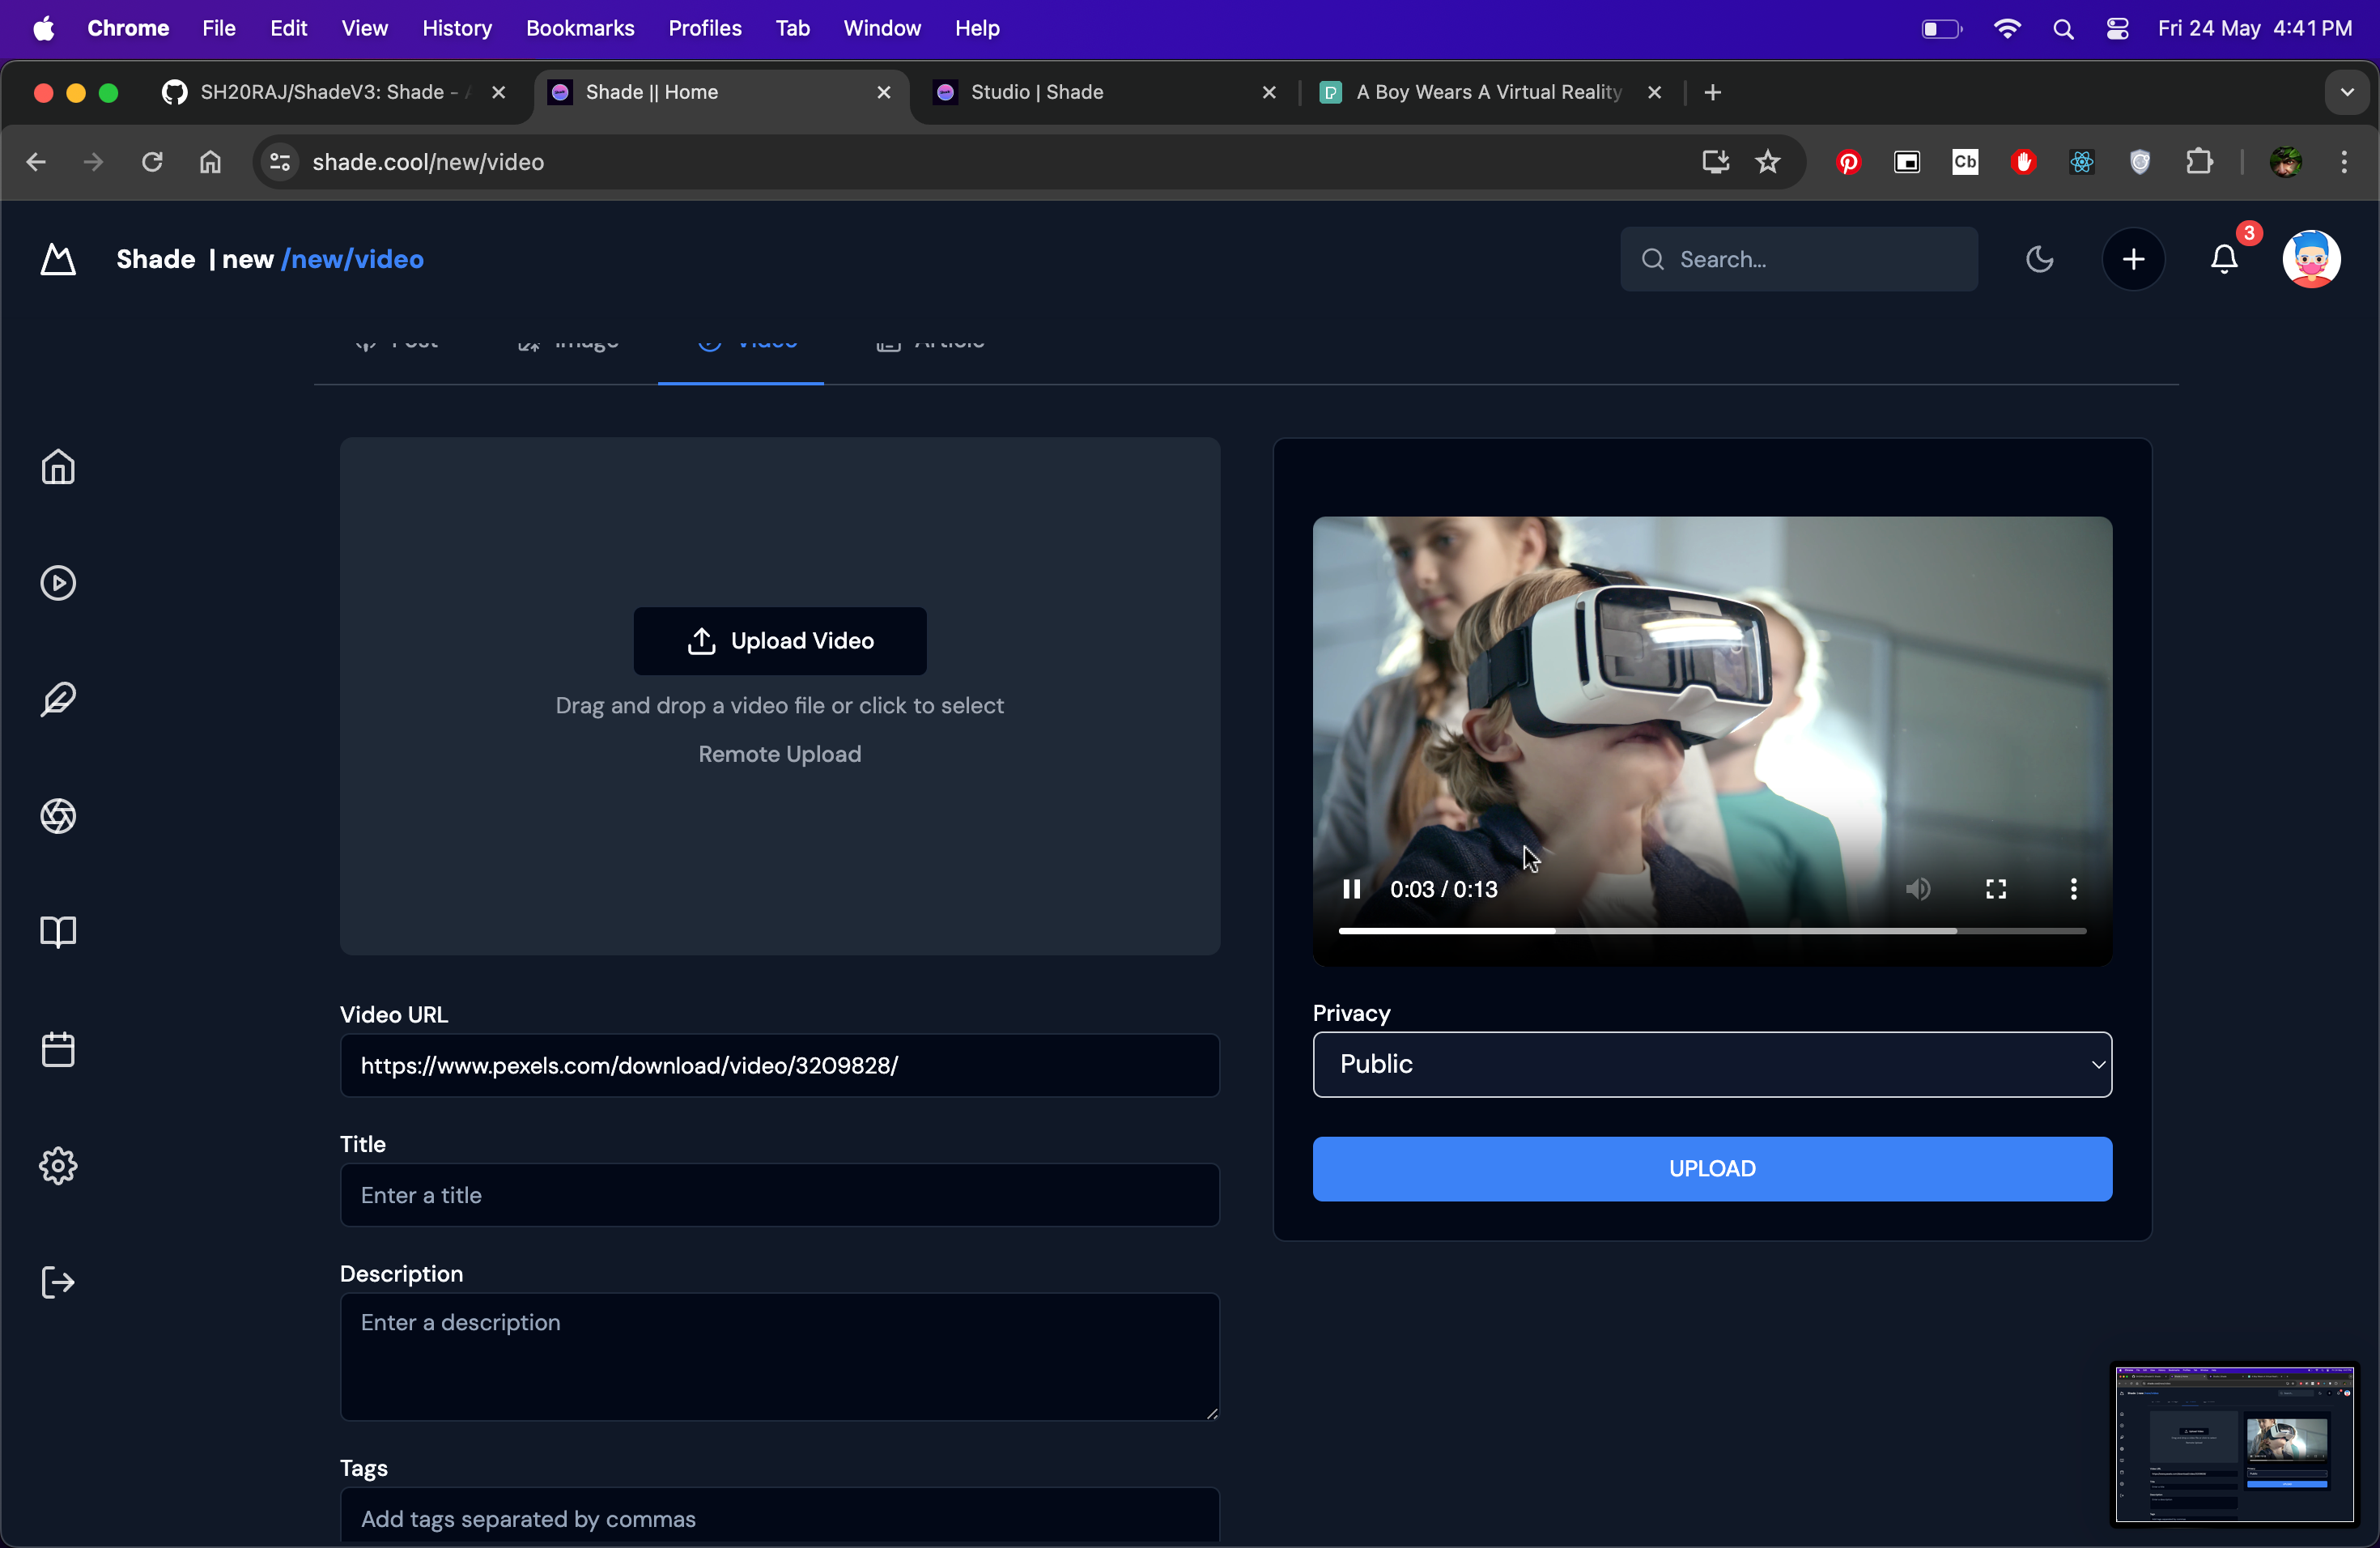 Chrome File Edit View History Bookmarks Profiles Tab Window Help Fri 24 May 4:41 PM
SH20RAJ/ShadeV3: Shade - Shade || Home Studio | Shade A Boy Wears A Virtual Reality
shade.cool/new/video Cb
Shade | new /new/video Search... 3
Post Image Video Article
Upload Video
Drag and drop a video file or click to select
Remote Upload
0:03 / 0:13
Video URL
https://www.pexels.com/download/video/3209828/
Title
Enter a title
Description
Enter a description
Tags
Add tags separated by commas
Privacy
Public
UPLOAD